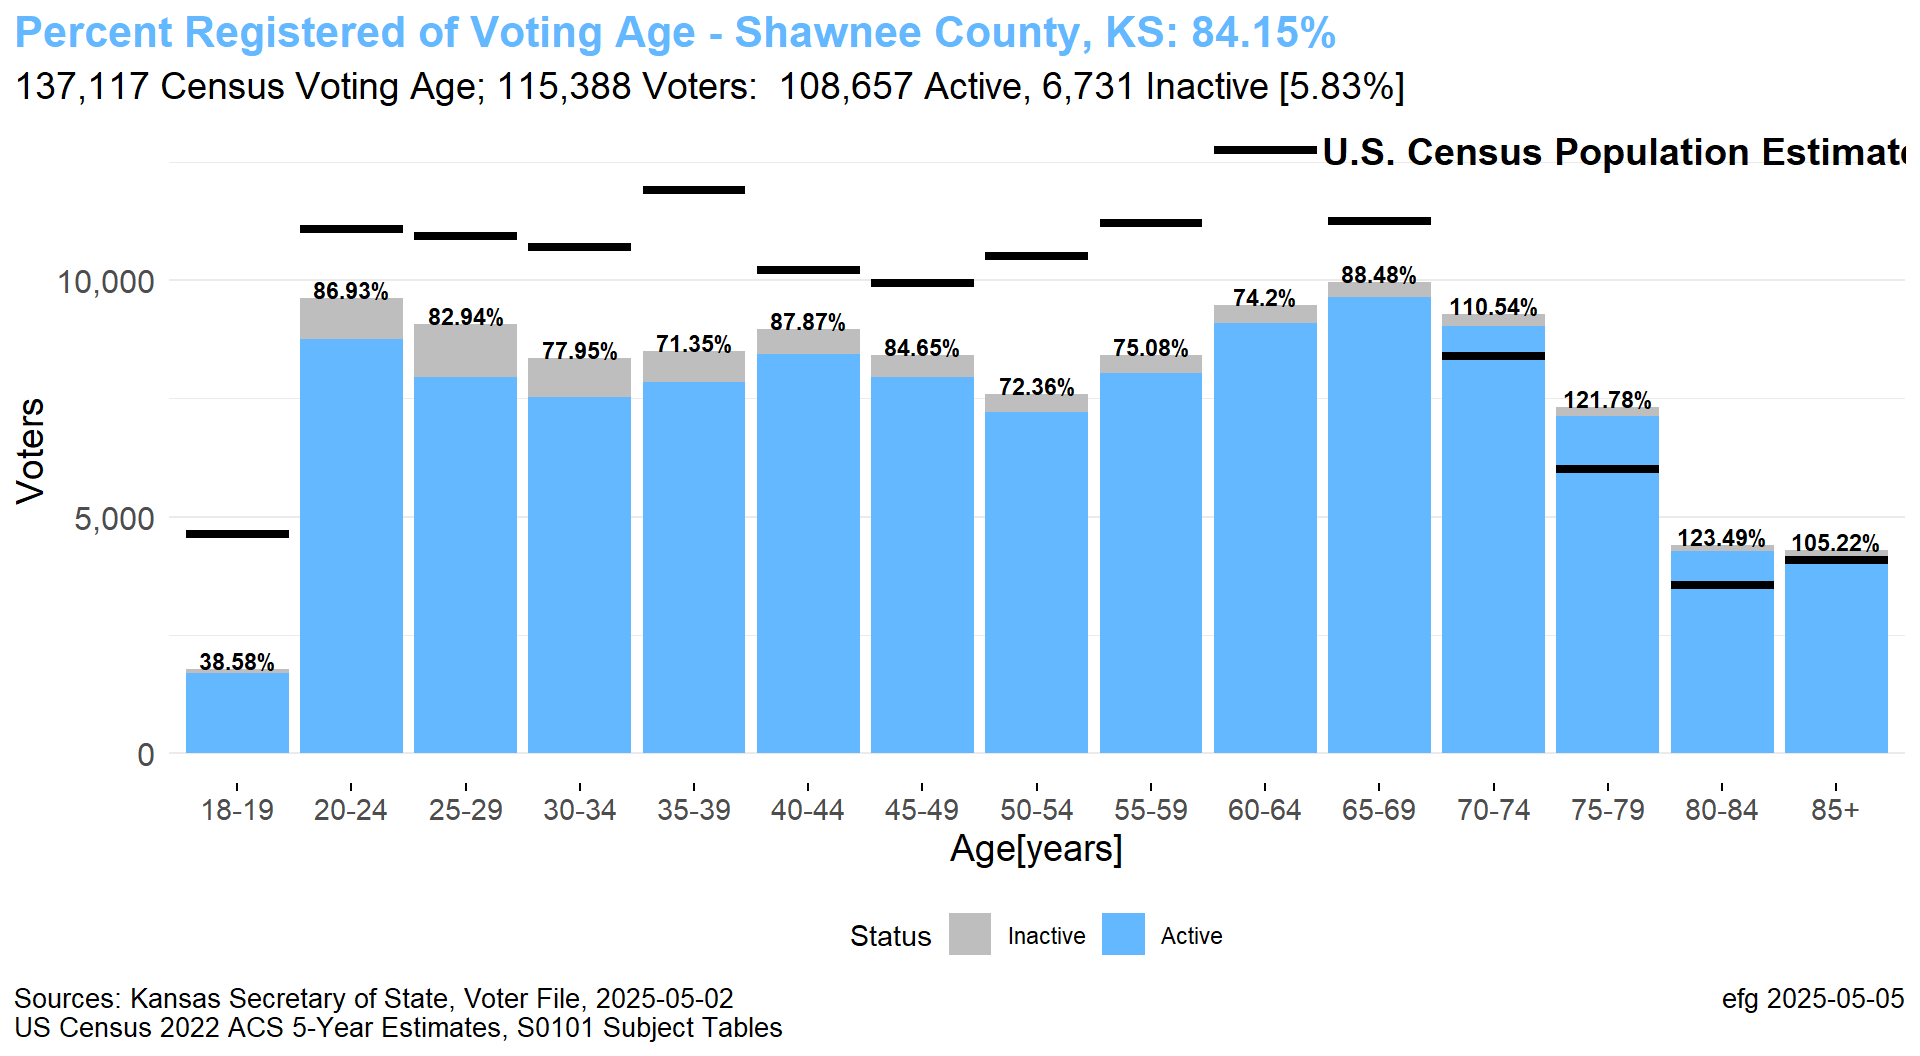 Percent Registered of Voting Age - Shawnee County, KS: 84.15%
137,117 Census Voting Age; 115,388 Voters:  108,657 Active, 6,731 Inactive [5.83%]
U.S. Census Population Estimate
10,000
5,000
0
Voters
38.58%
86.93%
82.94%
77.95%
71.35%
87.87%
84.65%
72.36%
75.08%
74.2%
88.48%
110.54%
121.78%
123.49%
105.22%
18-19 20-24 25-29 30-34 35-39 40-44 45-49 50-54 55-59 60-64 65-69 70-74 75-79 80-84 85+
Age[years]
Status Inactive Active
Sources: Kansas Secretary of State, Voter File, 2025-05-02
US Census 2022 ACS 5-Year Estimates, S0101 Subject Tables
efg 2025-05-05